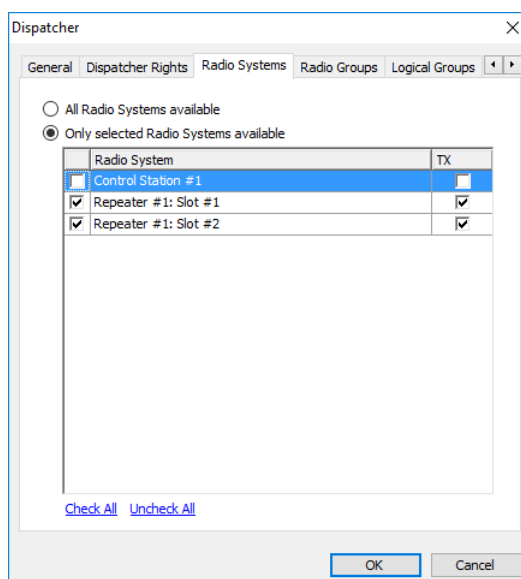 Dispatcher
General Dispatcher Rights Radio Systems Radio Groups Logical Groups
All Radio Systems available
Only selected Radio Systems available
Radio System TX
Control Station #1
Repeater #1: Slot #1
Repeater #1: Slot #2
Check All Uncheck All
OK Cancel